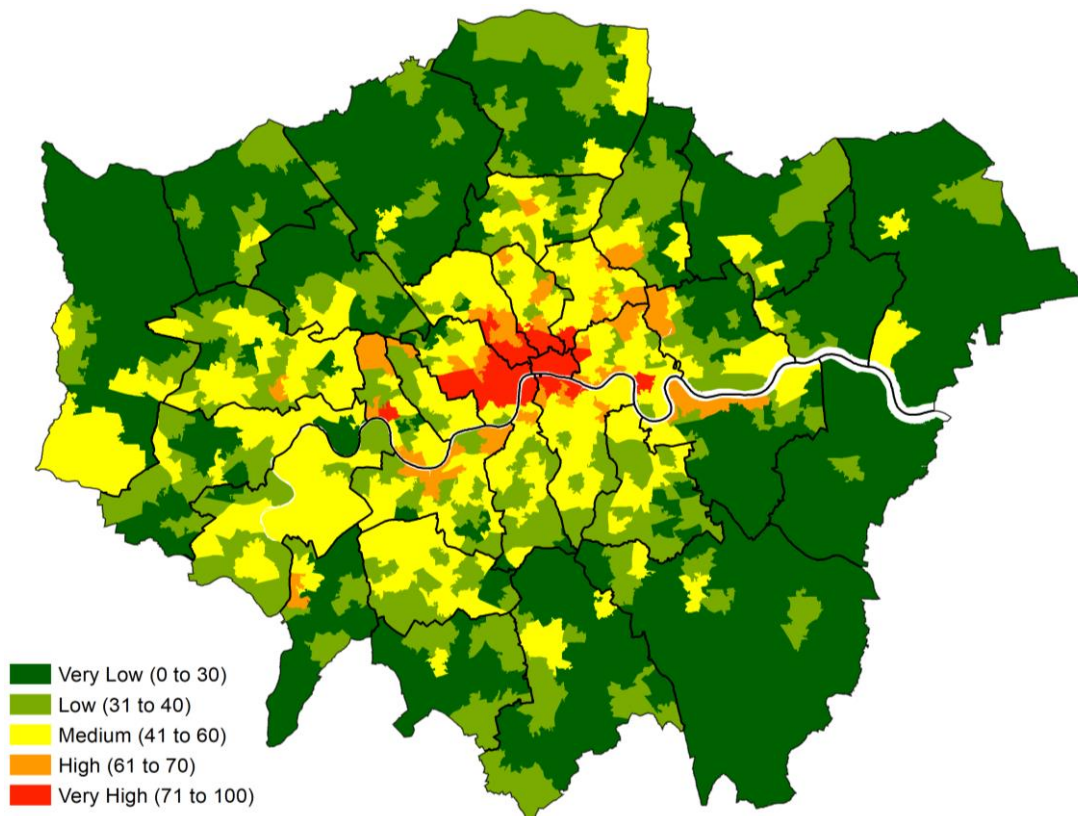 Very Low (0 to 30)
Low (31 to 40)
Medium (41 to 60)
High (61 to 70)
Very High (71 to 100)